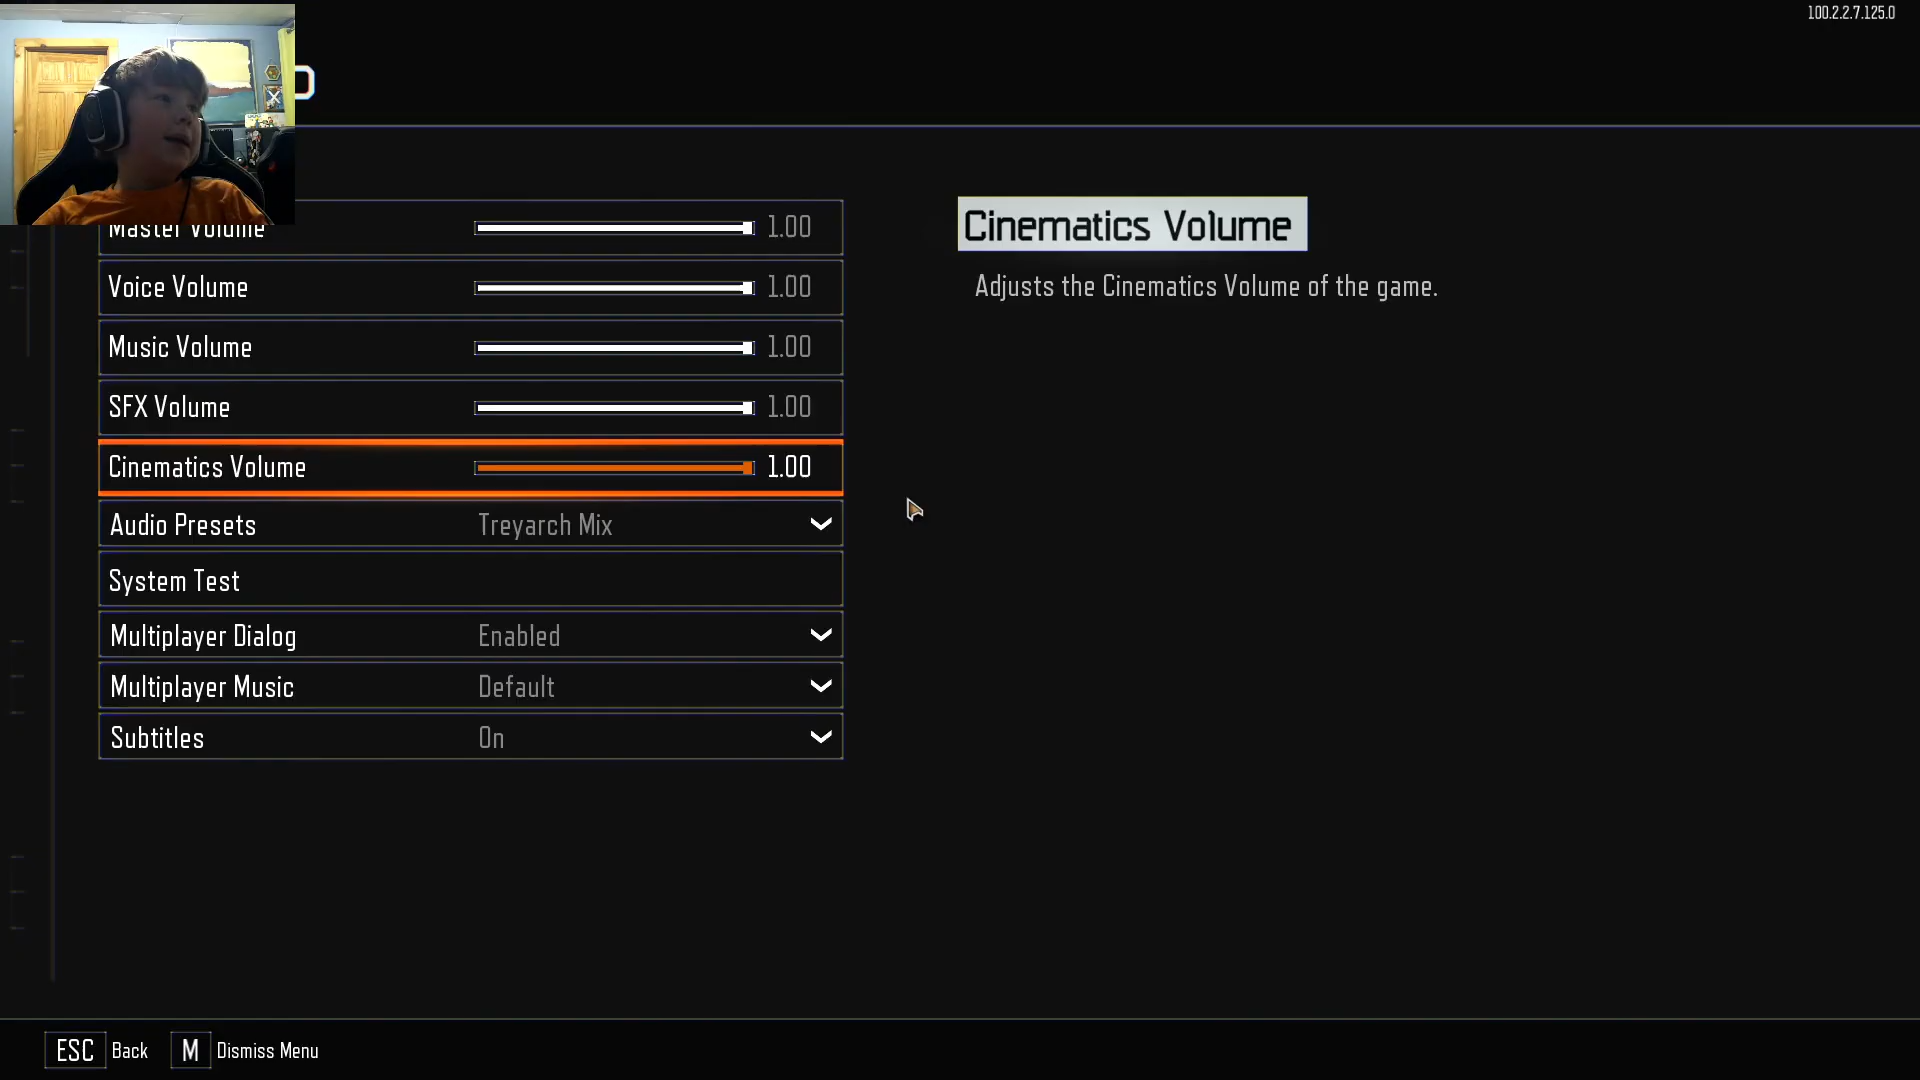 100.2.2.7.125.0
Master Volume 1.00
Cinematics Volume
Voice Volume 1.00
Adjusts the Cinematics Volume of the game.
Music Volume 1.00
SFX Volume 1.00
Cinematics Volume 1.00
Audio Presets Treyarch Mix
System Test
Multiplayer Dialog Enabled
Multiplayer Music Default
Subtitles On
ESC Back M Dismiss Menu